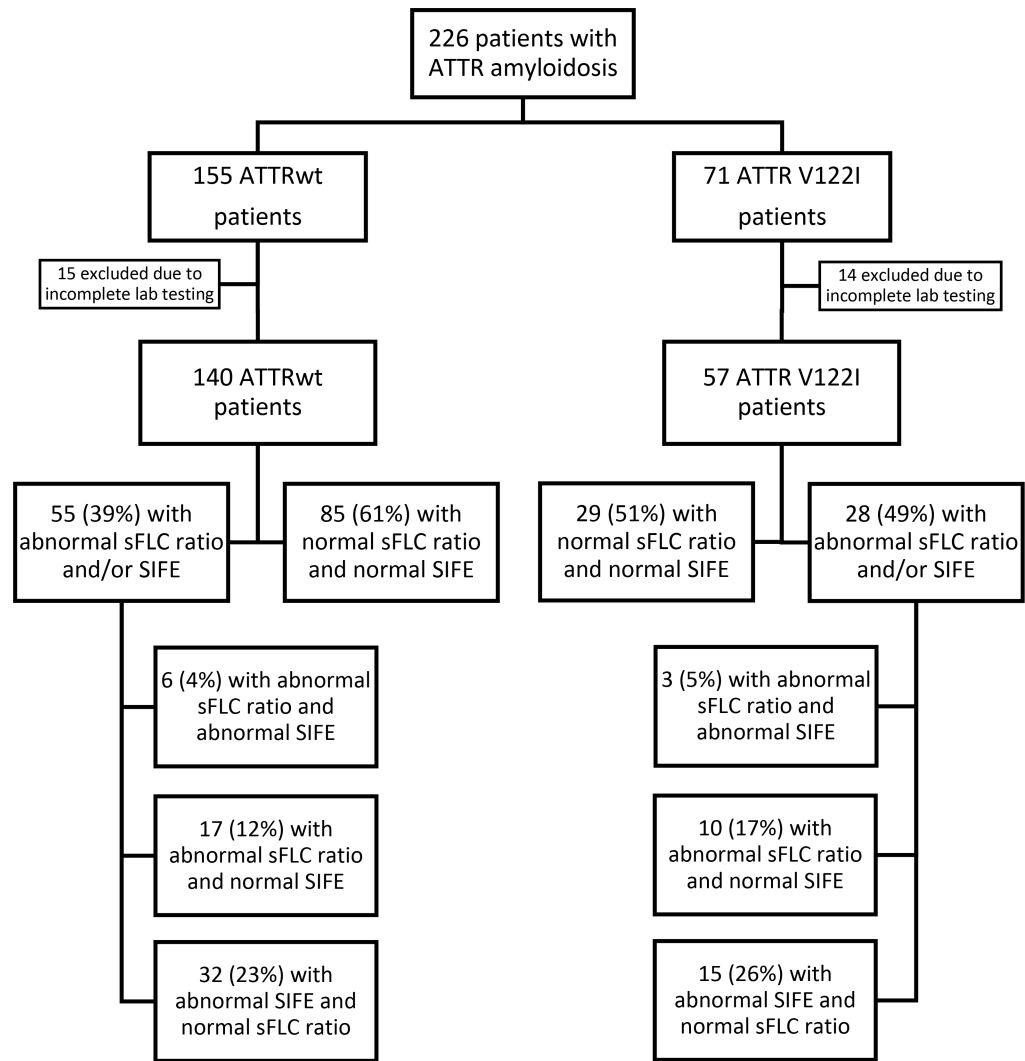 226 patients with
ATTR amyloidosis
155 ATTRwt
patients
71 ATTR V122I
patients
15 excluded due to
incomplete lab testing
14 excluded due to
incomplete lab testing
140 ATTRwt
patients
57 ATTR V122I
patients
55 (39%) with
abnormal sFLC ratio
and/or SIFE
85 (61%) with
normal sFLC ratio
and normal SIFE
29 (51%) with
normal sFLC ratio
and normal SIFE
28 (49%) with
abnormal sFLC ratio
and/or SIFE
6 (4%) with abnormal
sFLC ratio and
abnormal SIFE
3 (5%) with abnormal
sFLC ratio and
abnormal SIFE
17 (12%) with
abnormal sFLC ratio
and normal SIFE
10 (17%) with
abnormal sFLC ratio
and normal SIFE
32 (23%) with
abnormal SIFE and
normal sFLC ratio
15 (26%) with
abnormal SIFE and
normal sFLC ratio